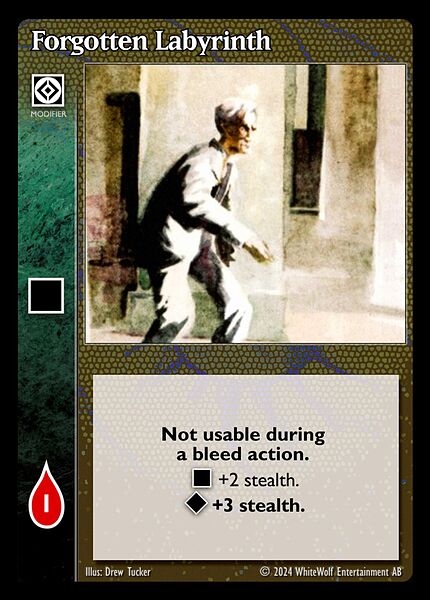 Forgotten Labyrinth
MODIFIER
Not usable during
a bleed action.
+2 stealth.
+3 stealth.
1
Illus: Drew Tucker
© 2024 WhiteWolf Entertainment AB